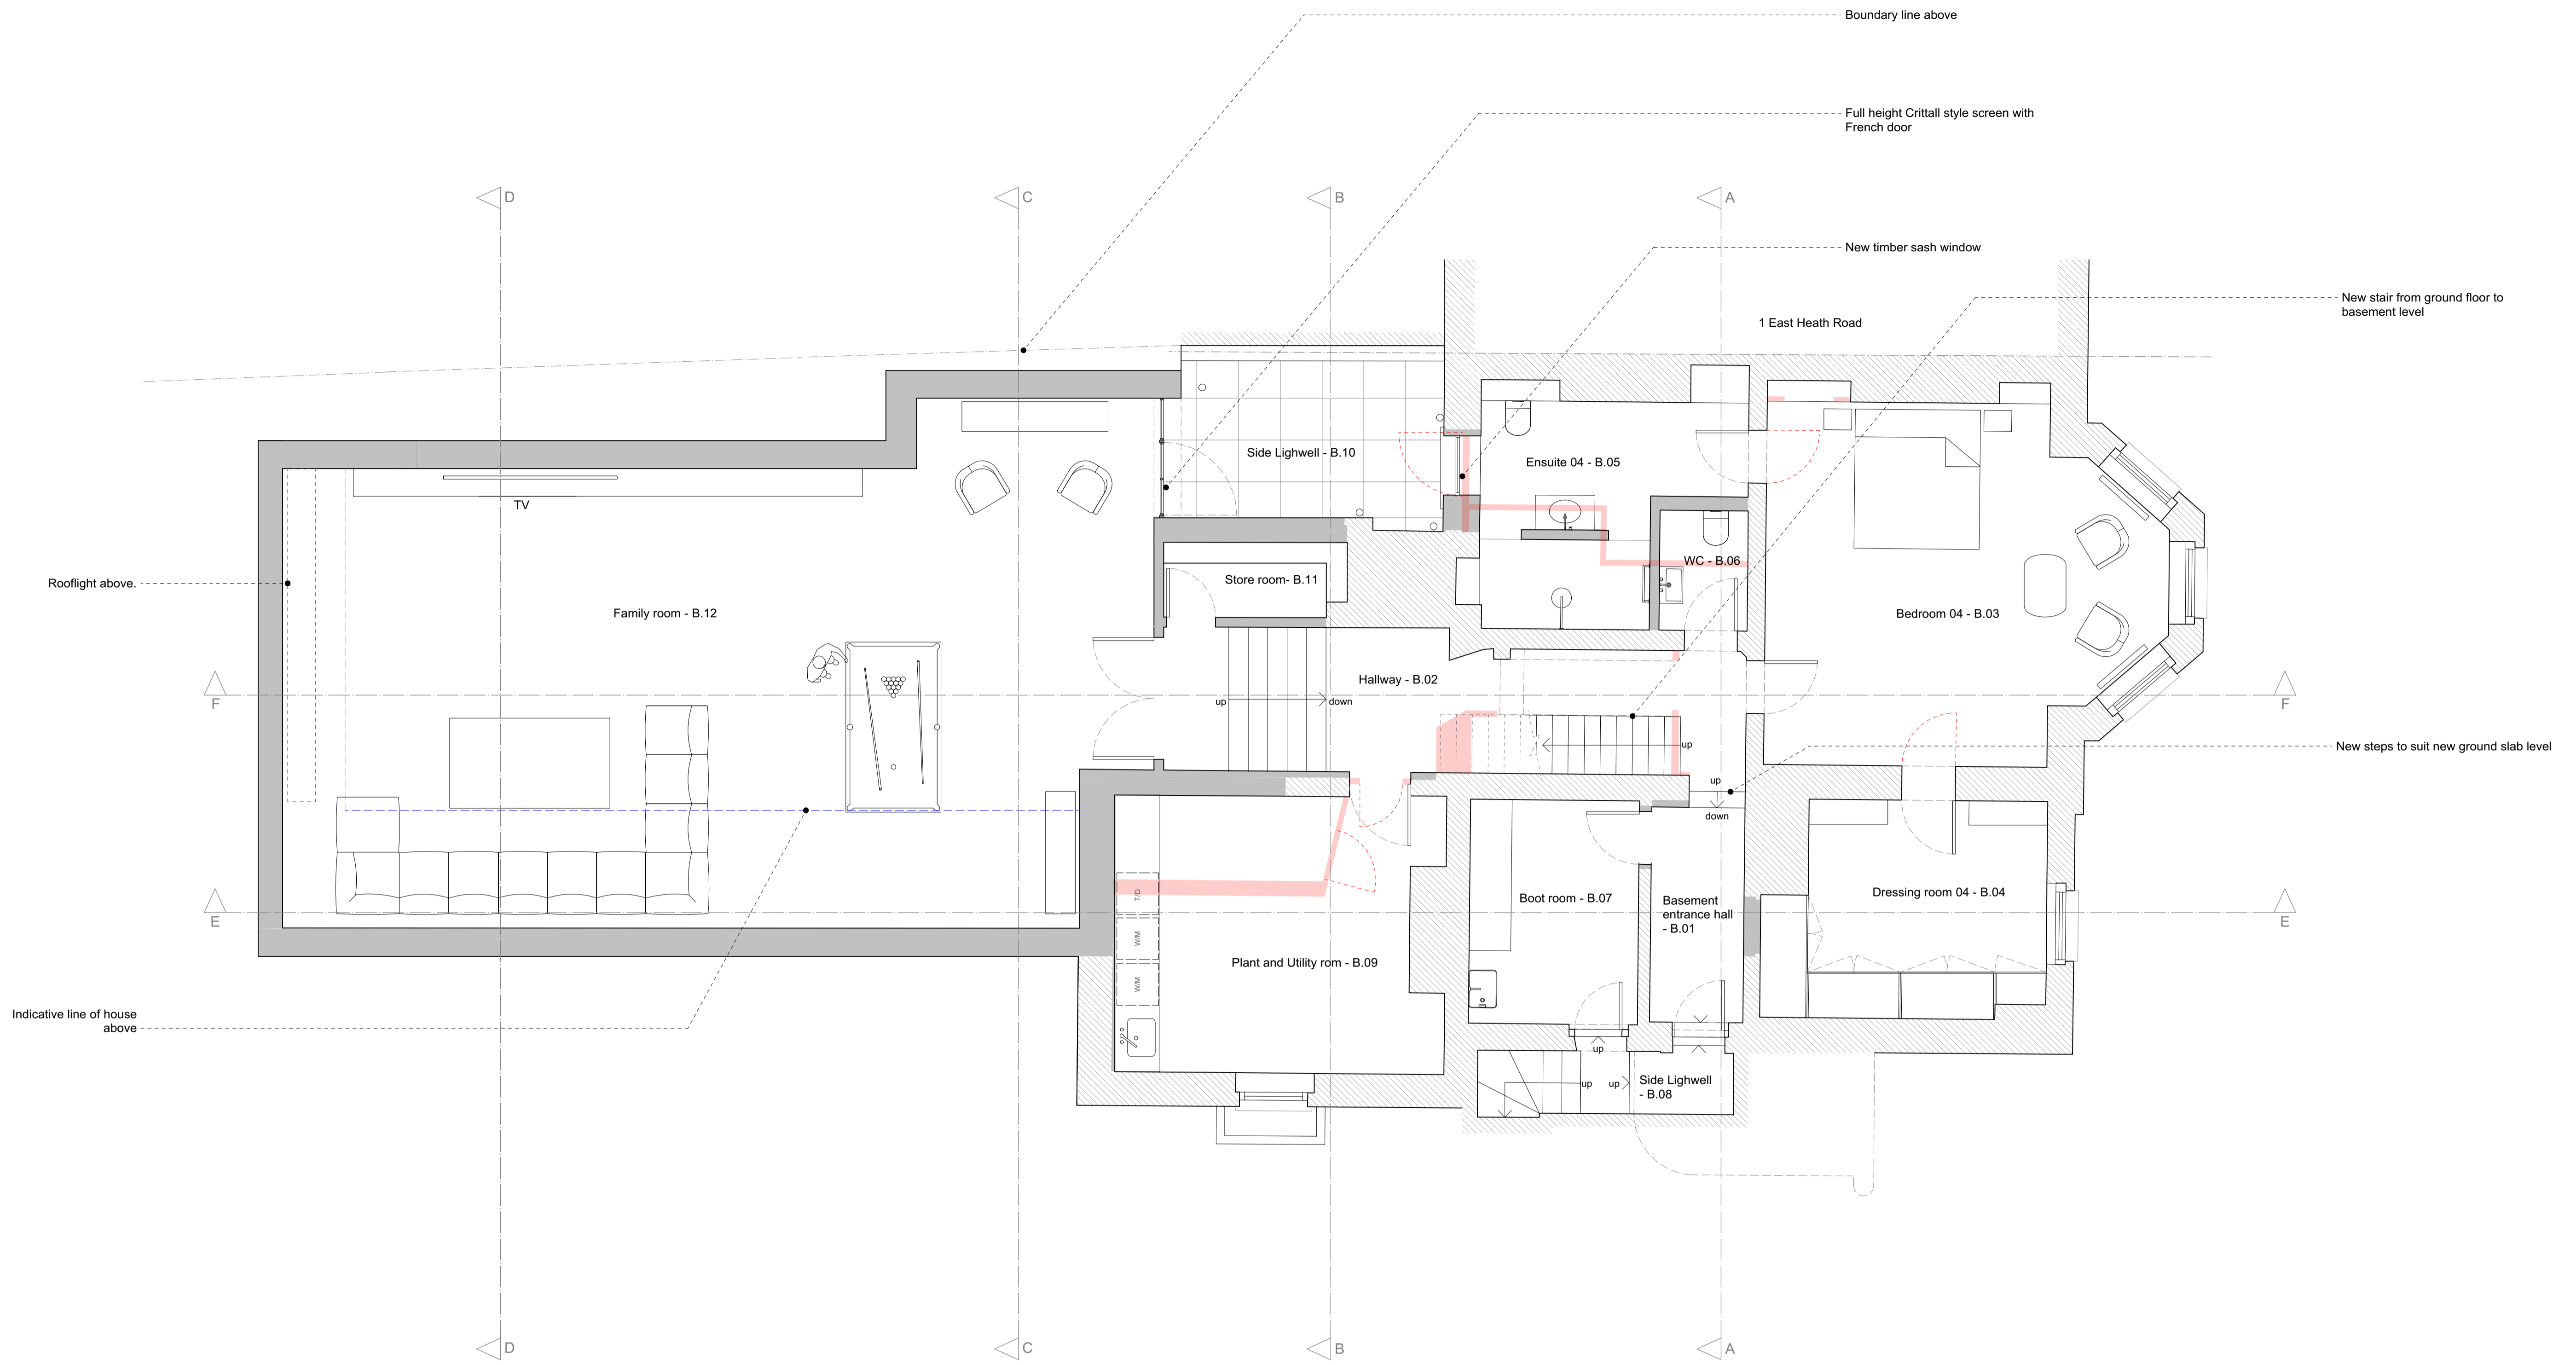 Boundary line above
Full height Crittall style screen with
French door
D
C
B
A
New timber sash window
New stair from ground floor to
basement level
1 East Heath Road
Side Lighwell - B.10
Ensuite 04 - B.05
TV
WC - B.06
Store room- B.11
Rooflight above.
Family room - B.12
Bedroom 04 - B.03
Hallway - B.02
F
F
up
down
up
New steps to suit new ground slab level
up
down
T/D
Dressing room 04 - B.04
Boot room - B.07
Basement
entrance hall
- B.01
E
E
W/M
Plant and Utility rom - B.09
W/M
Indicative line of house
above
up
up
up
Side Lighwell
- B.08
D
C
B
A